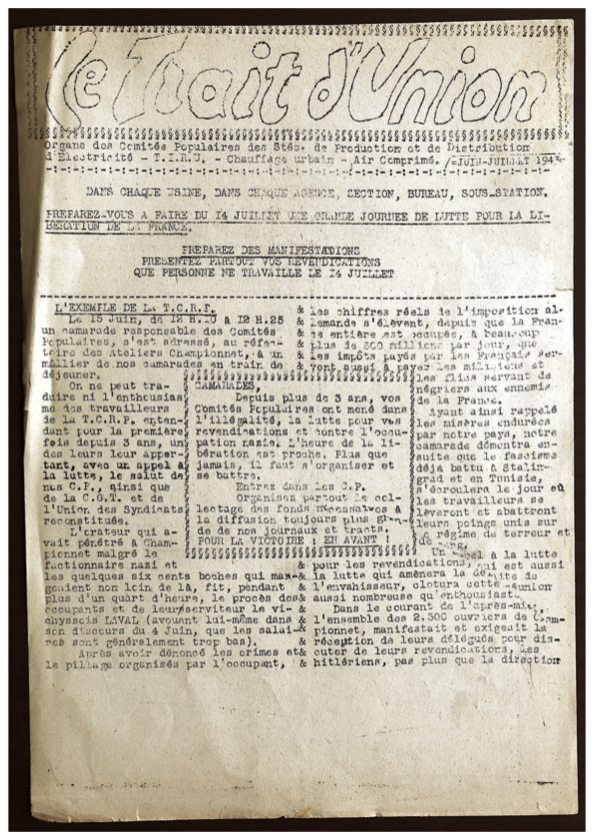 Le Trait d'Union
Organe des Comités Populaires des Stés. de Production et de Distribution
d'Electricité - T.I.R.U. - Chauffage urbain - Air Comprimé. /=JUIN-JUILLET 1943
DANS CHAQUE USINE, DANS CHAQUE AGENCE, SECTION, BUREAU, SOUS-STATION.
PREPAREZ-VOUS A FAIRE DU 14 JUILLET UNE GRANDE JOURNEE DE LUTTE POUR LA LI-
BERATION DE LA FRANCE.
PREPAREZ DES MANIFESTATIONS
PRESENTEZ PARTOUT VOS REVENDICATIONS
QUE PERSONNE NE TRAVAILLE LE 14 JUILLET
L'EXEMPLE DE LA T.C.R.P.
Le 15 Juin, de 12 H.10 à 12 H.25
un camarade responsable des Comités
Populaires, s'est adressé, au réfec-
toire des Ateliers Championnet, à un
millier de nos camarades en train de
déjeuner.
On ne peut tra-
duire ni l'enthousias
me des travailleurs
de la T.C.R.P. enten-
dant pour la première
fois depuis 3 ans, un
des leurs leur apper-
tant, avec un appel à
la lutte, le salut de
nos C.P., ainsi que
de la C.G.T. et de
l'Union des Syndicats
reconstituée.
L'orateur qui a-
vait pénétré à Cham-
pionnet malgré le
factionnaire nazi et
les quelques six cents boches qui man-
geaient non loin de là, fit, pendant
plus d'un quart d'heure, le procès des
occupants et de leur serviteur le vi-
chyssois LAVAL (avouant lui-même dans
son discours du 4 Juin, que les salai-
res sont généralement trop bas).
Après avoir dénoncé les crimes et
le pillage organisés par l'occupant,
CAMARADES,
Depuis plus de 3 ans, vos
Comités Populaires ont mené dans
l'illégalité, la lutte pour vos
revendications et contre l'occu-
pation nazie. L'heure de la li-
bération est proche. Plus que
jamais, il faut s'organiser et
se battre.
Entrez dans les C.P.
Organisez partout le col-
lectage des fonds nécessaires à
la diffusion toujours plus gran-
de de nos journaux et tracts.
POUR LA VICTOIRE : EN AVANT !
& les chiffres réels de l'imposition al-
& lemande s'élèvent, depuis que la Fran-
& ce entière est occupée, à beaucoup
& plus de 500 millions par jour, que
& les impôts payés par les Français ser-
& vont aussi à payer les miliciens et
les flics servant de
négriers aux ennemis
de la France.
Ayant ainsi rappelé
les misères endurées
par notre pays, notre
camarade démontra en-
suite que le fascisme
déjà battu à Stalin-
grad et en Tunisie,
s'écroulera le jour où
les travailleurs se
lèveront et abattront
leurs poings unis sur
le régime de terreur et
de sang.
Un appel à la lutte
& pour les revendications, qui est aussi
& la lutte qui amènera la de
& l'envahisseur, clotura cette réunion
& aussi nombreuse qu'enthousiaste.
& Dans le courant de l'après-midi,
& l'ensemble des 2.500 ouvriers de Cham-
& pionnet, manifestait et exigeait la
& réception de leurs délégués pour dis-
& cuter de leurs revendications, les
& hitlériens, pas plus que la direction